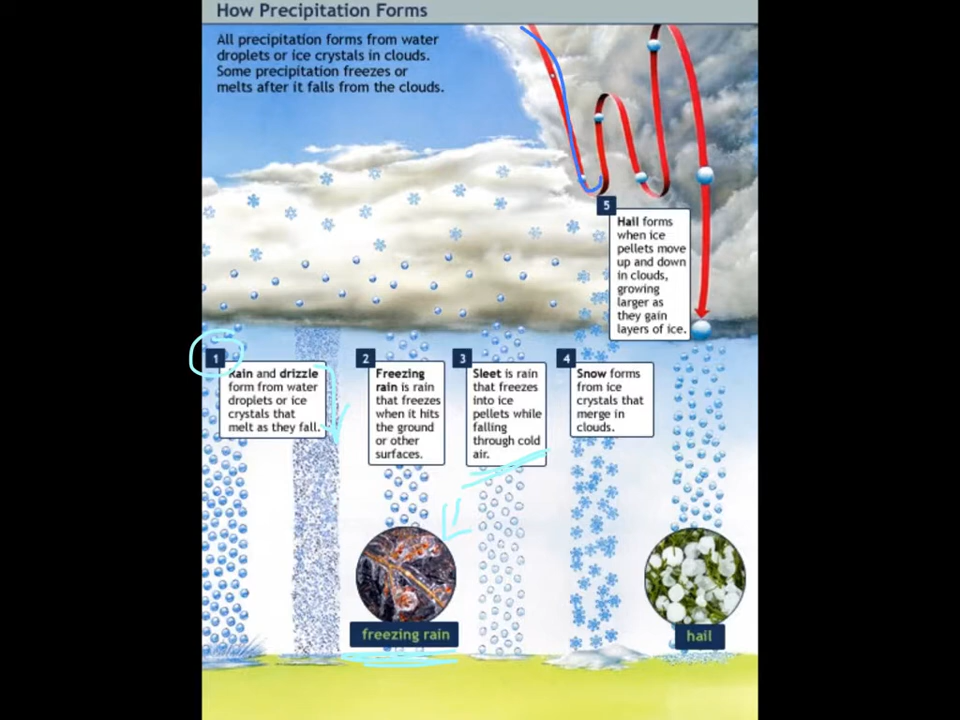 How Precipitation Forms
All precipitation forms from water
droplets or ice crystals in clouds.
Some precipitation freezes or
melts after it falls from the clouds.
5
Hail forms
when ice
pellets move
up and down
in clouds,
growing
larger as
they gain
layers of ice.
1
Rain and drizzle
form from water
droplets or ice
crystals that
melt as they fall.
2
Freezing
rain is rain
that freezes
when it hits
the ground
or other
surfaces.
3
Sleet is rain
that freezes
into ice
pellets while
falling
through cold
air.
4
Snow forms
from ice
crystals that
merge in
clouds.
freezing rain
hail